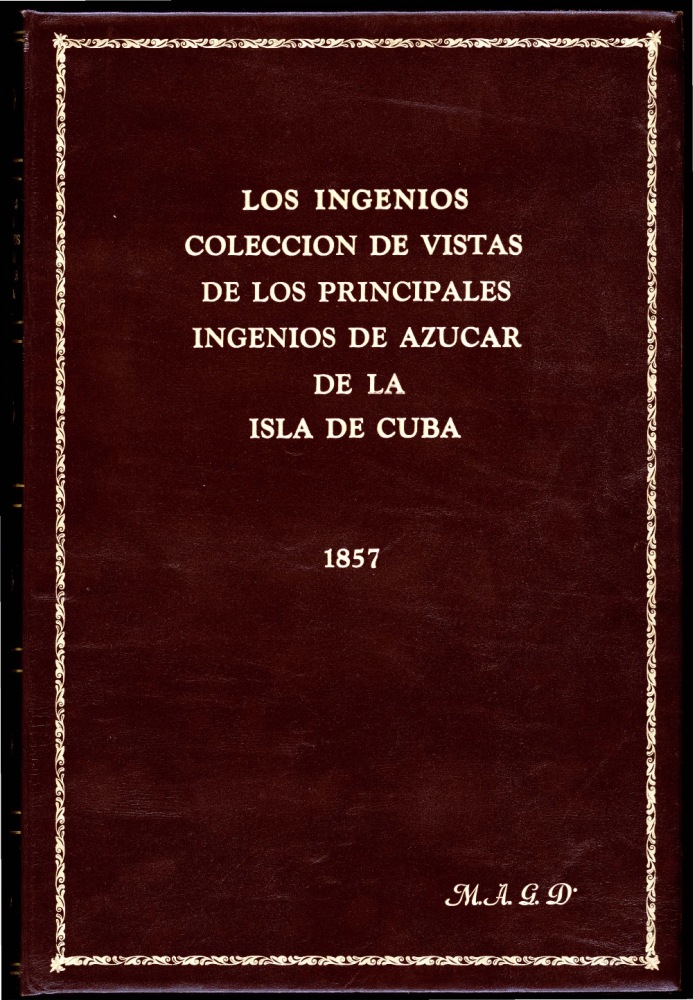 LOS INGENIOS
COLECCION DE VISTAS
DE LOS PRINCIPALES
INGENIOS DE AZUCAR
DE LA
ISLA DE CUBA
1857
M.A.G.D.